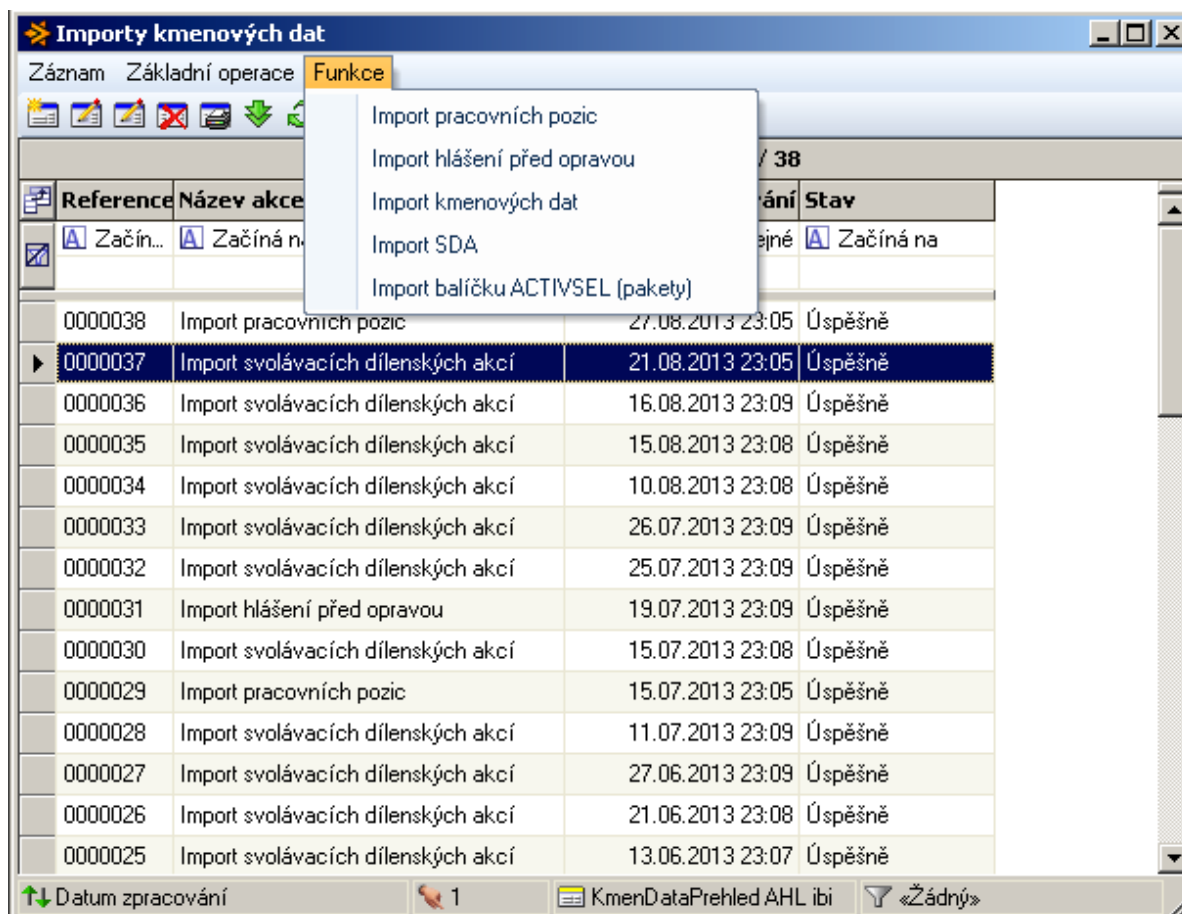 Importy kmenových dat
Záznam Základní operace Funkce
Import pracovních pozic
Import hlášení před opravou
Import kmenových dat
Import SDA
Import balíčku ACTIVSEL (pakety)
/ 38
Reference Název akce ání Stav
A Začín... A Začíná n ejné A Začíná na
0000038 Import pracovních pozic 27.08.2013 23:05 Úspěšně
0000037 Import svolávacích dílenských akcí 21.08.2013 23:05 Úspěšně
0000036 Import svolávacích dílenských akcí 16.08.2013 23:09 Úspěšně
0000035 Import svolávacích dílenských akcí 15.08.2013 23:08 Úspěšně
0000034 Import svolávacích dílenských akcí 10.08.2013 23:08 Úspěšně
0000033 Import svolávacích dílenských akcí 26.07.2013 23:09 Úspěšně
0000032 Import svolávacích dílenských akcí 25.07.2013 23:09 Úspěšně
0000031 Import hlášení před opravou 19.07.2013 23:09 Úspěšně
0000030 Import svolávacích dílenských akcí 15.07.2013 23:08 Úspěšně
0000029 Import pracovních pozic 15.07.2013 23:05 Úspěšně
0000028 Import svolávacích dílenských akcí 11.07.2013 23:09 Úspěšně
0000027 Import svolávacích dílenských akcí 27.06.2013 23:09 Úspěšně
0000026 Import svolávacích dílenských akcí 21.06.2013 23:08 Úspěšně
0000025 Import svolávacích dílenských akcí 13.06.2013 23:07 Úspěšně
Datum zpracování 1 KmenDataPrehled AHL ibi «Žádný»